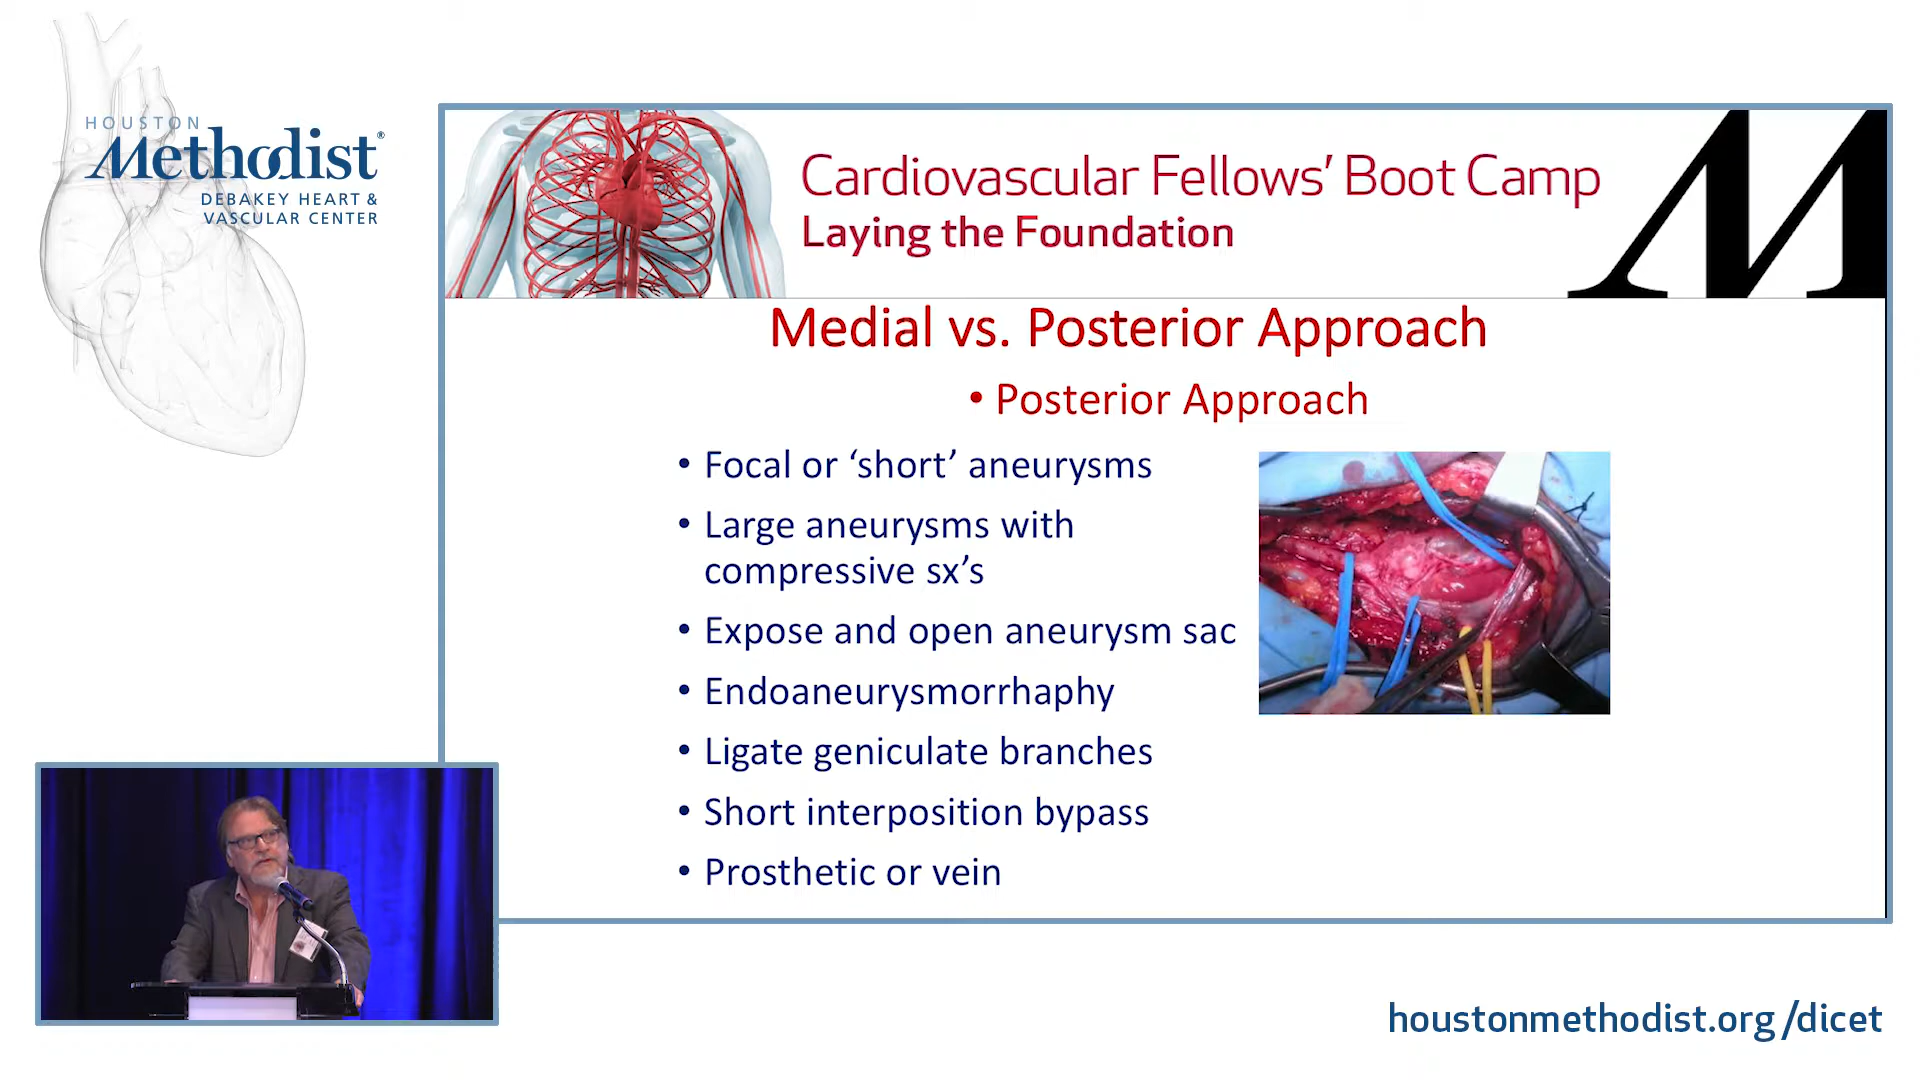 HOUSTON
Methodist®
DEBAKEY HEART &
VASCULAR CENTER
Cardiovascular Fellows’ Boot Camp
Laying the Foundation
M
Medial vs. Posterior Approach
• Posterior Approach
• Focal or ‘short’ aneurysms
• Large aneurysms with
compressive sx’s
• Expose and open aneurysm sac
• Endoaneurysmorrhaphy
• Ligate geniculate branches
• Short interposition bypass
• Prosthetic or vein
houstonmethodist.org/dicet